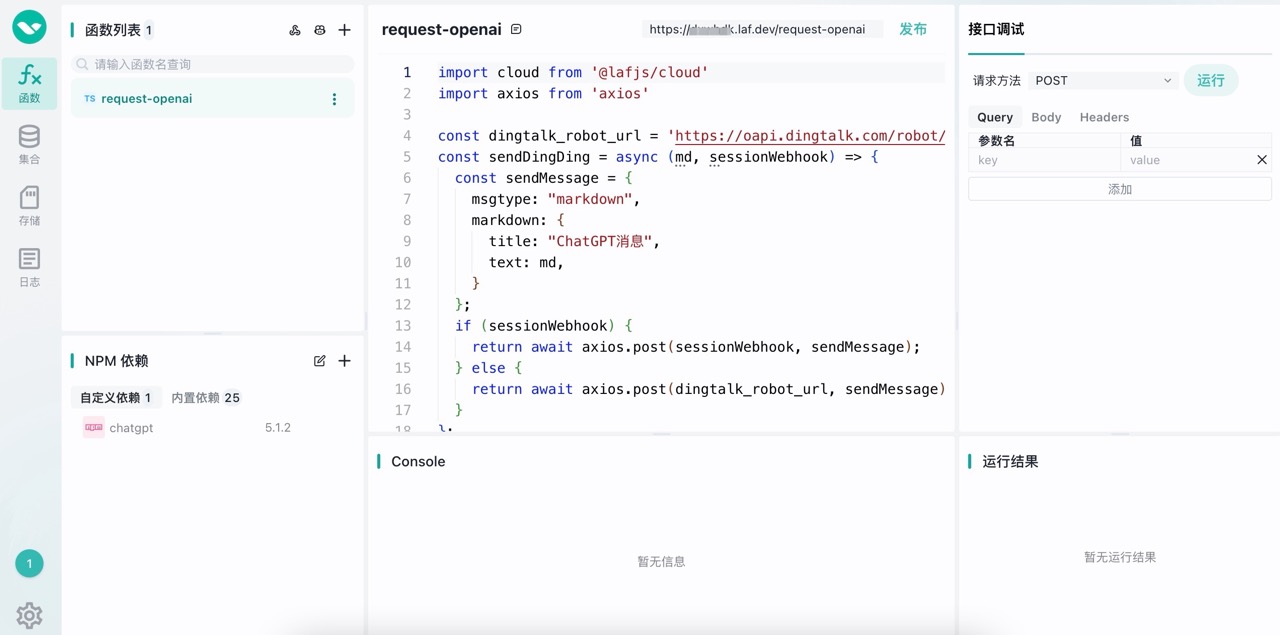 函数
集合
存储
日志
1
函数列表 1
请输入函数名查询
TS request-openai
NPM 依赖
自定义依赖 1 内置依赖 25
chatgpt 5.1.2
request-openai https://.laf.dev/request-openai 发布
1 import cloud from '@lafjs/cloud'
2 import axios from 'axios'
3
4 const dingtalk_robot_url = 'https://oapi.dingtalk.com/robot/
5 const sendDingDing = async (md, sessionWebhook) => {
6 const sendMessage = {
7 msgtype: "markdown",
8 markdown: {
9 title: "ChatGPT消息",
10 text: md,
11 }
12 };
13 if (sessionWebhook) {
14 return await axios.post(sessionWebhook, sendMessage);
15 } else {
16 return await axios.post(dingtalk_robot_url, sendMessage)
17 }
18 };
Console
暂无信息
接口调试
请求方法 POST 运行
Query Body Headers
参数名 值
key value
添加
运行结果
暂无运行结果